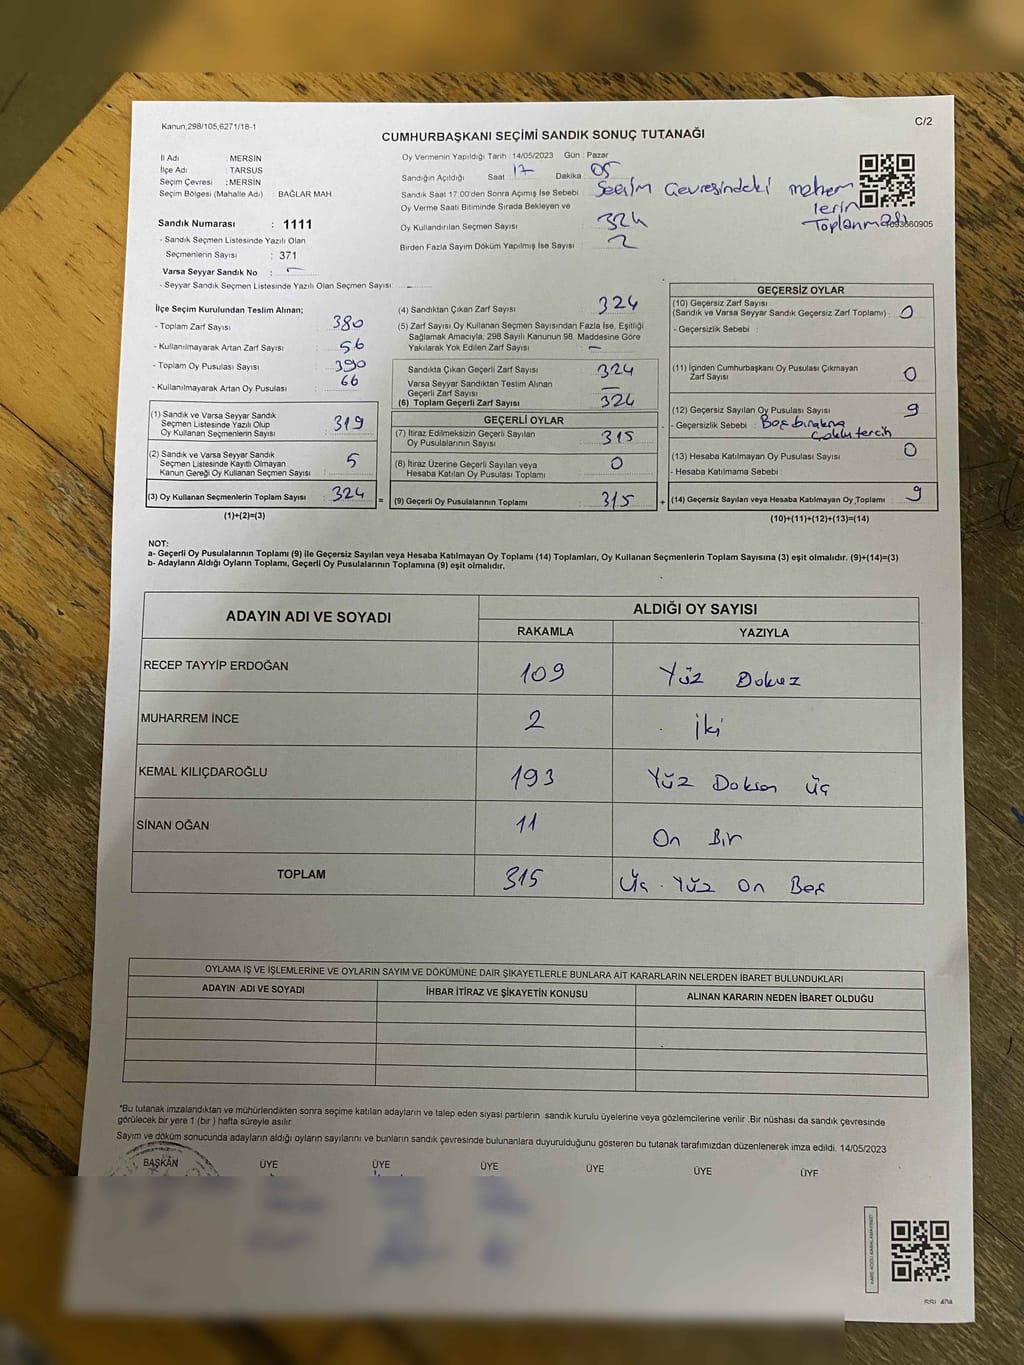 Kanun;298/105,6271/18-1
C/2
CUMHURBAŞKANI SEÇİMİ SANDIK SONUÇ TUTANAĞI
İl Adı : MERSİN
İlçe Adı : TARSUS
Seçim Çevresi : MERSİN
Seçim Bölgesi (Mahalle Adı) : BAĞLAR MAH
Sandık Numarası : 1111
- Sandık Seçmen Listesinde Yazılı Olan
Seçmenlerin Sayısı : 371
Varsa Seyyar Sandık No : -
- Seyyar Sandık Seçmen Listesinde Yazılı Olan Seçmen Sayısı: -
Oy Vermenin Yapıldığı Tarih : 14/05/2023 Gün : Pazar
Sandığın Açıldığı Saat 17 Dakika : 05
Sandık Saat 17:00'den Sonra Açımış İse Sebebi : Seçim Çevresindeki
Oy Verme Saati Bitiminde Sırada Bekleyen ve
lerin
Toplanması
Oy Kullandırılan Seçmen Sayısı : 324
Birden Fazla Sayım Döküm Yapılmış İse Sayısı : 2
İlçe Seçim Kurulundan Teslim Alınan;
- Toplam Zarf Sayısı : 380
- Kullanılmayarak Artan Zarf Sayısı : 56
- Toplam Oy Pusulası Sayısı : 390
- Kullanılmayarak Artan Oy Pusulası : 66
(1) Sandık ve Varsa Seyyar Sandık
Seçmen Listesinde Yazılı Olup
Oy Kullanan Seçmenlerin Sayısı : 319
(2) Sandık ve Varsa Seyyar Sandık
Seçmen Listesinde Kayıtlı Olmayan
Kanun Gereği Oy Kullanan Seçmen Sayısı : 5
(3) Oy Kullanan Seçmenlerin Toplam Sayısı : 324 =
(1)+(2)=(3)
(4) Sandıktan Çıkan Zarf Sayısı : 324
(5) Zarf Sayısı Oy Kullanan Seçmen Sayısından Fazla İse, Eşitliği
Sağlamak Amacıyla, 298 Sayılı Kanunun 98. Maddesine Göre
Yakılarak Yok Edilen Zarf Sayısı : -
Sandıkta Çıkan Geçerli Zarf Sayısı : 324
Varsa Seyyar Sandıktan Teslim Alınan
Geçerli Zarf Sayısı : -
(6) Toplam Geçerli Zarf Sayısı : 324
GEÇERLİ OYLAR
(7) İtiraz Edilmeksizin Geçerli Sayılan
Oy Pusulalarının Sayısı : 315
(8) İtiraz Üzerine Geçerli Sayılan veya
Hesaba Katılan Oy Pusulası Toplamı : 0
(9) Geçerli Oy Pusulalarının Toplamı : 315 +
GEÇERSİZ OYLAR
(10) Geçersiz Zarf Sayısı
(Sandık ve Varsa Seyyar Sandık Geçersiz Zarf Toplamı) : 0
- Geçersizlik Sebebi :
(11) İçinden Cumhurbaşkanı Oy Pusulası Çıkmayan
Zarf Sayısı : 0
(12) Geçersiz Sayılan Oy Pusulası Sayısı : 9
- Geçersizlik Sebebi : Boş bırakma
Çoklu tercih
(13) Hesaba Katılmayan Oy Pusulası Sayısı : 0
- Hesaba Katılmama Sebebi :
(14) Geçersiz Sayılan veya Hesaba Katılmayan Oy Toplamı : 9
(10)+(11)+(12)+(13)=(14)
NOT:
a- Geçerli Oy Pusulalarının Toplamı (9) ile Geçersiz Sayılan veya Hesaba Katılmayan Oy Toplamı (14) Toplamları, Oy Kullanan Seçmenlerin Toplam Sayısına (3) eşit olmalıdır. (9)+(14)=(3)
b- Adayların Aldığı Oyların Toplamı, Geçerli Oy Pusulalarının Toplamına (9) eşit olmalıdır.
ADAYIN ADI VE SOYADI
ALDIĞI OY SAYISI
RAKAMLA YAZIYLA
RECEP TAYYİP ERDOĞAN 109 Yüz Dokuz
MUHARREM İNCE 2 İki
KEMAL KILIÇDAROĞLU 193 Yüz Doksan Üç
SİNAN OĞAN 11 On Bir
TOPLAM 315 Üç Yüz On Beş
OYLAMA İŞ VE İŞLEMLERİNE VE OYLARIN SAYIM VE DÖKÜMÜNE DAİR ŞİKAYETLERLE BUNLARA AİT KARARLARIN NELERDEN İBARET BULUNDUKLARI
ADAYIN ADI VE SOYADI İHBAR İTİRAZ VE ŞİKAYETİN KONUSU ALINAN KARARIN NEDEN İBARET OLDUĞU
*Bu tutanak imzalandıktan ve mühürlendikten sonra seçime katılan adayların ve talep eden siyasi partilerin sandık kurulu üyelerine veya gözlemcilerine verilir .Bir nüshası da sandık çevresinde
görülecek bir yere 1 (bir ) hafta süreyle asılır.
Sayım ve döküm sonucunda adayların aldığı oyların sayılarını ve bunların sandık çevresinde bulunanlara duyurulduğunu gösteren bu tutanak tarafımızdan düzenlenerek imza edildi. 14/05/2023
BAŞKAN ÜYE ÜYE ÜYE ÜYE ÜYE ÜYE